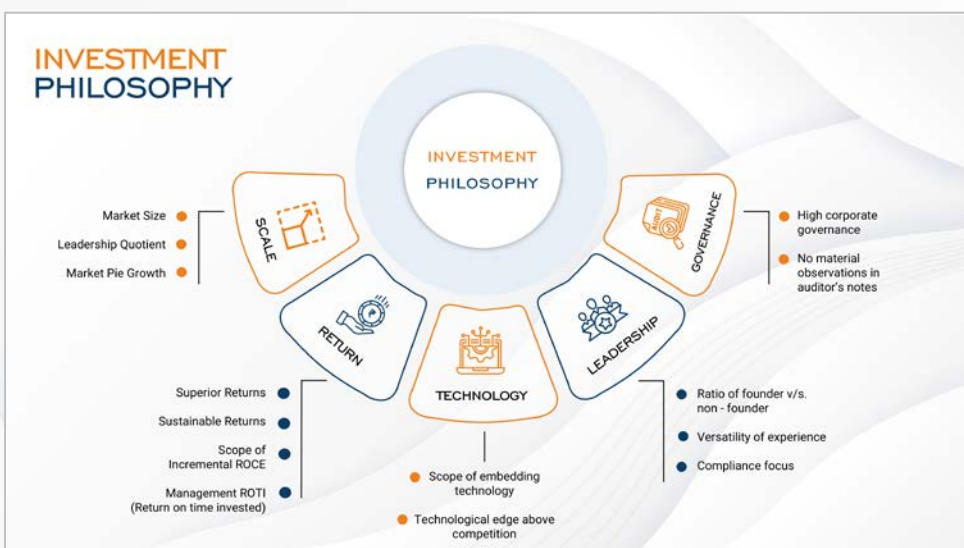 INVESTMENT
PHILOSOPHY
INVESTMENT
PHILOSOPHY
SCALE
Market Size
Leadership Quotient
Market Pie Growth
RETURN
Superior Returns
Sustainable Returns
Scope of
Incremental ROCE
Management ROTI
(Return on time invested)
TECHNOLOGY
Scope of embedding
technology
Technological edge above
competition
LEADERSHIP
Ratio of founder v/s.
non - founder
Versatility of experience
Compliance focus
AUDIT
GOVERNANCE
High corporate
governance
No material
observations in
auditor's notes